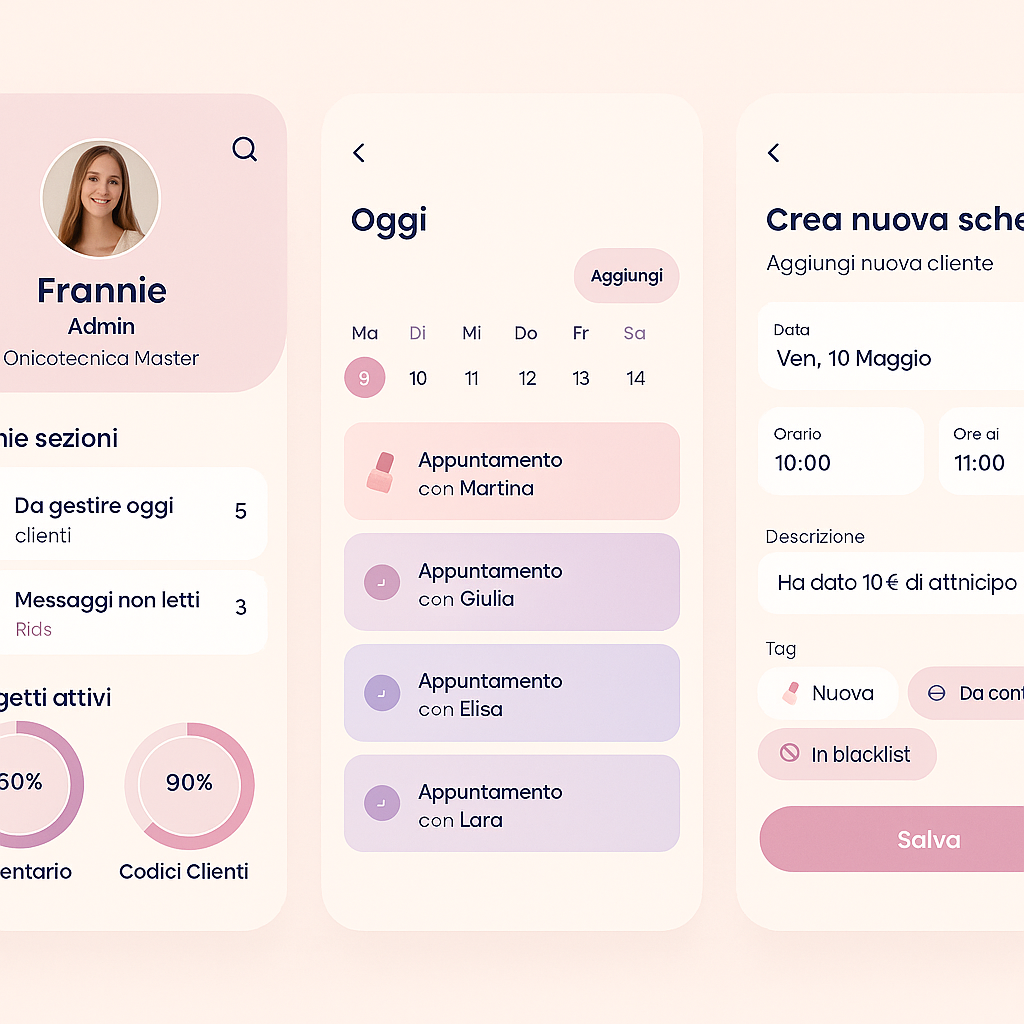 Frannie
Admin
Onicotecnica Master
nie sezioni
Da gestire oggi
5
clienti
Messaggi non letti
3
Rids
getti attivi
60%
90%
entario
Codici Clienti
Oggi
Aggiungi
Ma Di Mi Do Fr Sa
9 10 11 12 13 14
Appuntamento
con Martina
Appuntamento
con Giulia
Appuntamento
con Elisa
Appuntamento
con Lara
Crea nuova sche
Aggiungi nuova cliente
Data
Ven, 10 Maggio
Orario
10:00
Ore ai
11:00
Descrizione
Ha dato 10€ di attnicipo
Tag
Nuova
Da cont
In blacklist
Salva